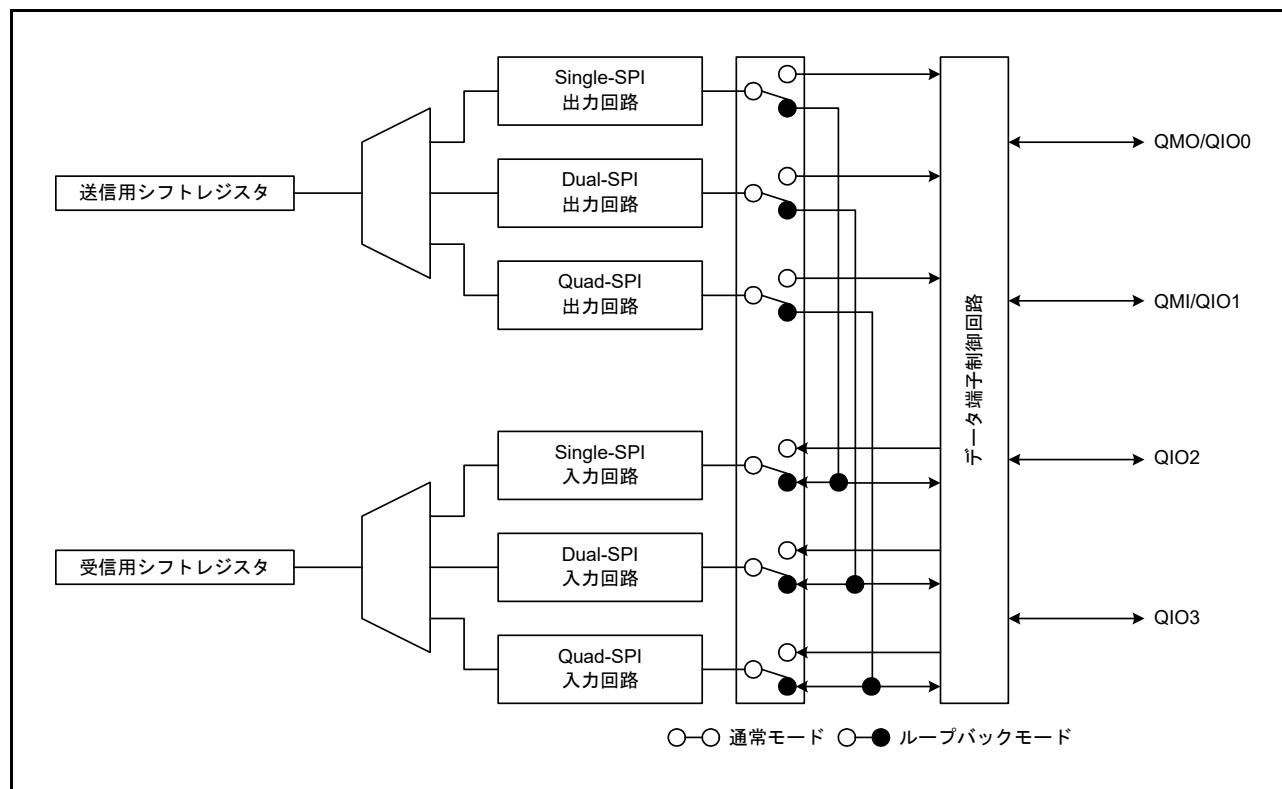 Single-SPI
出力回路
送信用シフトレジスタ
Dual-SPI
出力回路
Quad-SPI
出力回路
Single-SPI
入力回路
受信用シフトレジスタ
Dual-SPI
入力回路
Quad-SPI
入力回路
データ端子制御回路
QMO/QIO0
QMI/QIO1
QIO2
QIO3
通常モード
ループバックモード